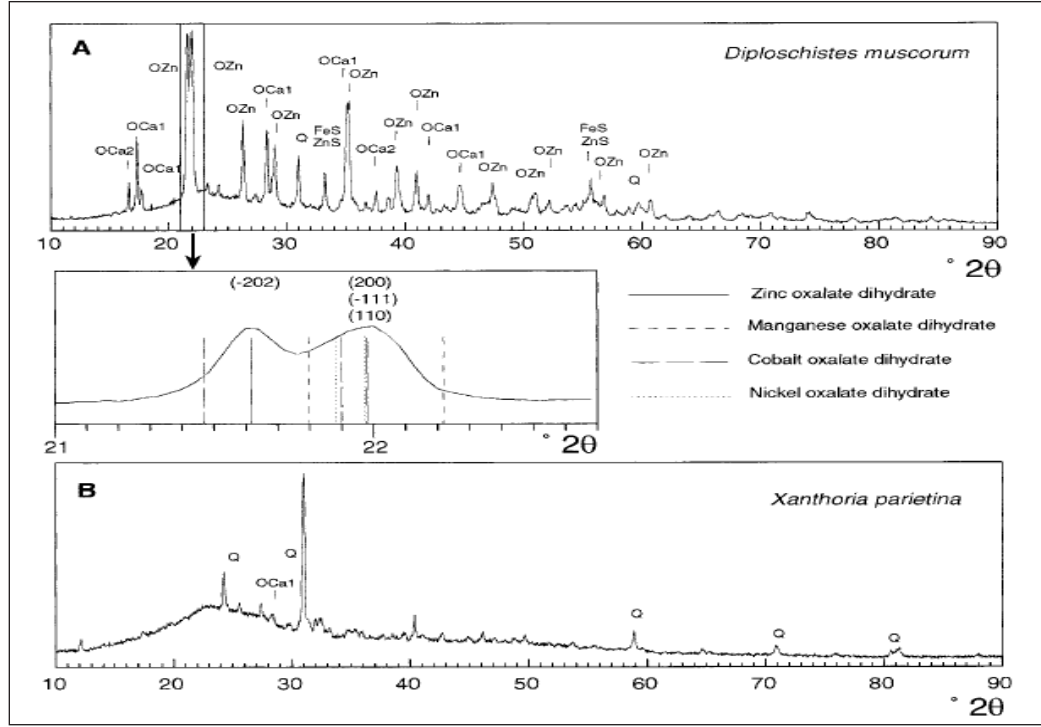 A
Diploschistes muscorum
OCa1
OZn
OZn
OZn
OCa1
OZn
OCa1
OZn
OZn
OCa1
OZn
Q
FeS
ZnS
OZn
OCa1
FeS
ZnS
OCa2
OCa1
OCa2
OCa1
OZn
OZn
OZn
OZn
Q
10 20 30 40 50 60 70 80 90
° 2θ
(-202)
(200)
(-111)
(110)
21 22
° 2θ
Zinc oxalate dihydrate
Manganese oxalate dihydrate
Cobalt oxalate dihydrate
Nickel oxalate dihydrate
B
Xanthoria parietina
Q
Q
OCa1
Q
Q
Q
10 20 30 40 50 60 70 80 90
° 2θ